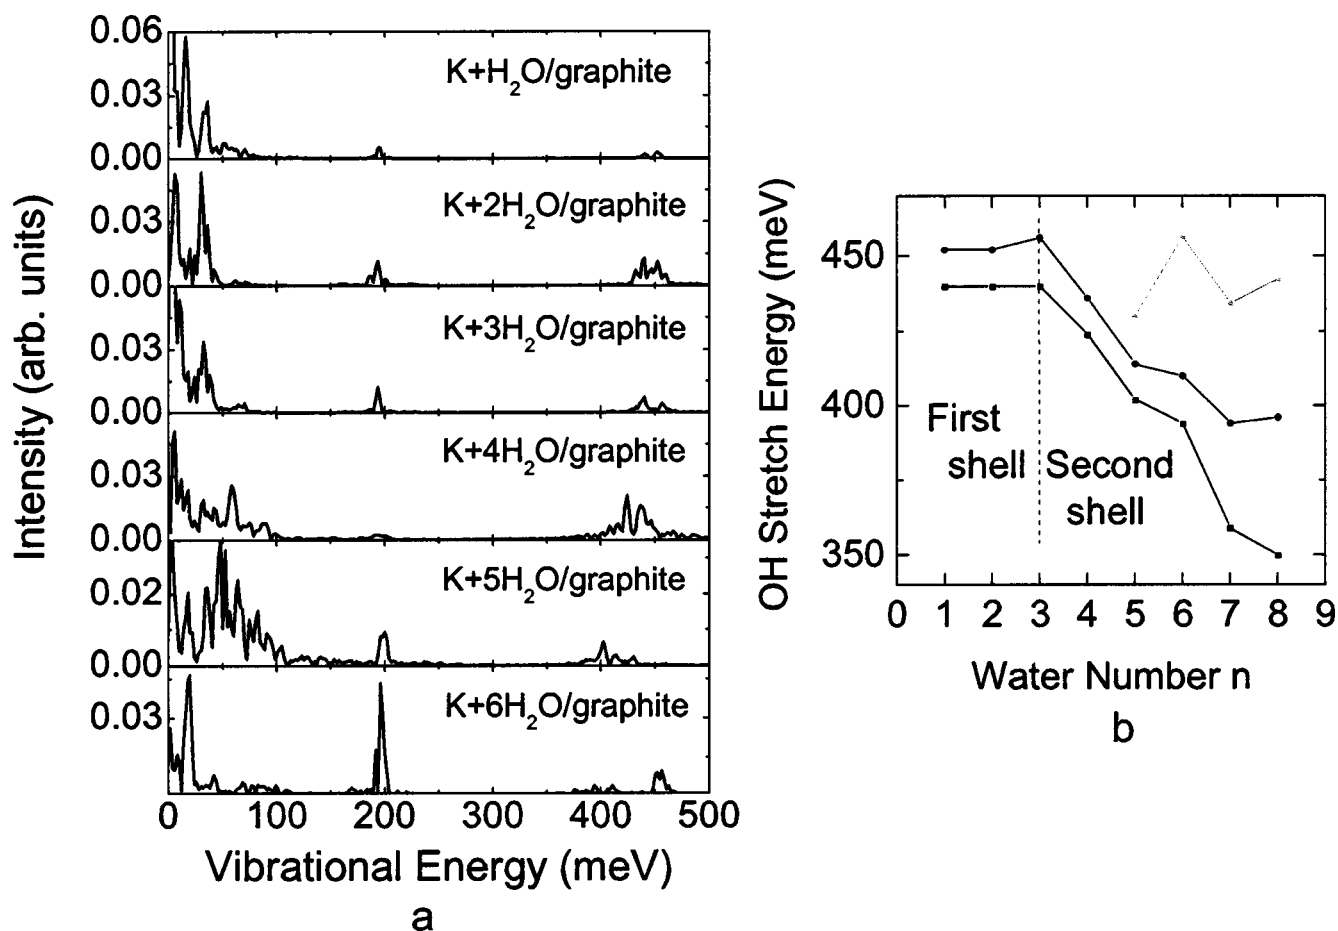 Intensity (arb. units)
0.06
0.03
0.00
K+H2O/graphite
0.03
0.00
K+2H2O/graphite
0.03
0.00
K+3H2O/graphite
0.03
0.00
K+4H2O/graphite
0.02
0.00
K+5H2O/graphite
0.03
K+6H2O/graphite
0 100 200 300 400 500
Vibrational Energy (meV)
a
OH Stretch Energy (meV)
450
400
350
First
shell
Second
shell
0 1 2 3 4 5 6 7 8 9
Water Number n
b